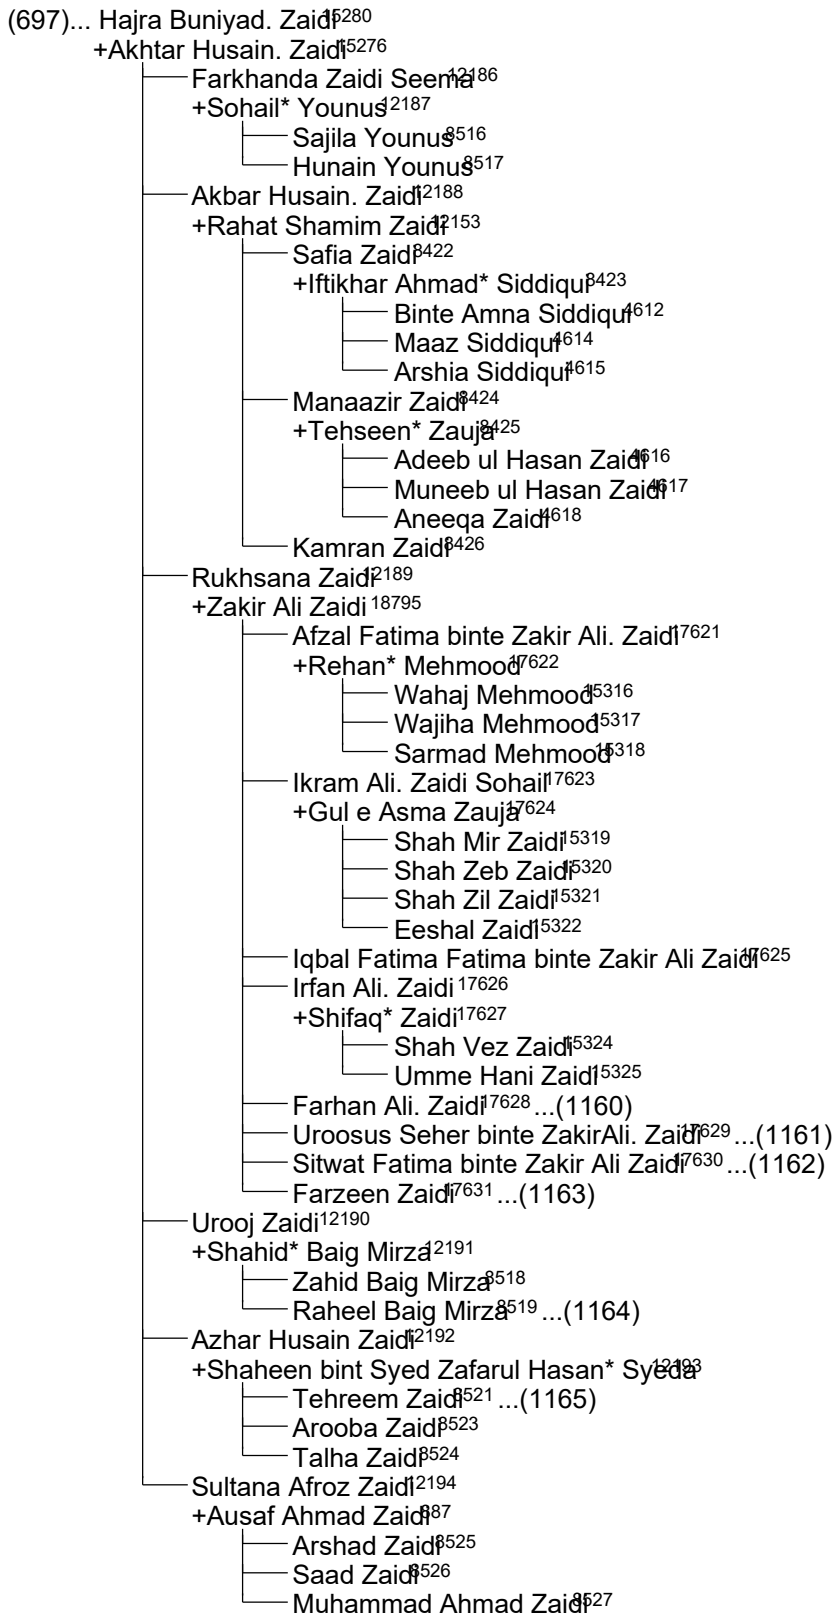 (697)... Hajra Buniyad. Zaidi15280
+Akhtar Husain. Zaidi15276
Farkhanda Zaidi Seema12186
+Sohail* Younus12187
Sajila Younus8516
Hunain Younus8517
Akbar Husain. Zaidi12188
+Rahat Shamim Zaidi12153
Safia Zaidi8422
+Iftikhar Ahmad* Siddiqui8423
Binte Amna Siddiqui4612
Maaz Siddiqui4614
Arshia Siddiqui4615
Manaazir Zaidi8424
+Tehseen* Zauja8425
Adeeb ul Hasan Zaidi4616
Muneeb ul Hasan Zaidi4617
Aneeqa Zaidi4618
Kamran Zaidi8426
Rukhsana Zaidi12189
+Zakir Ali Zaidi18795
Afzal Fatima binte Zakir Ali. Zaidi17621
+Rehan* Mehmood17622
Wahaj Mehmood15316
Wajiha Mehmood15317
Sarmad Mehmood15318
Ikram Ali. Zaidi Sohail17623
+Gul e Asma Zauja17624
Shah Mir Zaidi15319
Shah Zeb Zaidi15320
Shah Zil Zaidi15321
Eeshal Zaidi15322
Iqbal Fatima Fatima binte Zakir Ali Zaidi17625
Irfan Ali. Zaidi17626
+Shifaq* Zaidi17627
Shah Vez Zaidi15324
Umme Hani Zaidi15325
Farhan Ali. Zaidi17628 ...(1160)
Uroosus Seher binte ZakirAli. Zaidi17629 ...(1161)
Sitwat Fatima binte Zakir Ali Zaidi17630 ...(1162)
Farzeen Zaidi17631 ...(1163)
Urooj Zaidi12190
+Shahid* Baig Mirza12191
Zahid Baig Mirza8518
Raheel Baig Mirza8519 ...(1164)
Azhar Husain Zaidi12192
+Shaheen bint Syed Zafarul Hasan* Syeda12193
Tehreem Zaidi8521 ...(1165)
Arooba Zaidi8523
Talha Zaidi8524
Sultana Afroz Zaidi12194
+Ausaf Ahmad Zaidi887
Arshad Zaidi8525
Saad Zaidi8526
Muhammad Ahmad Zaidi8527